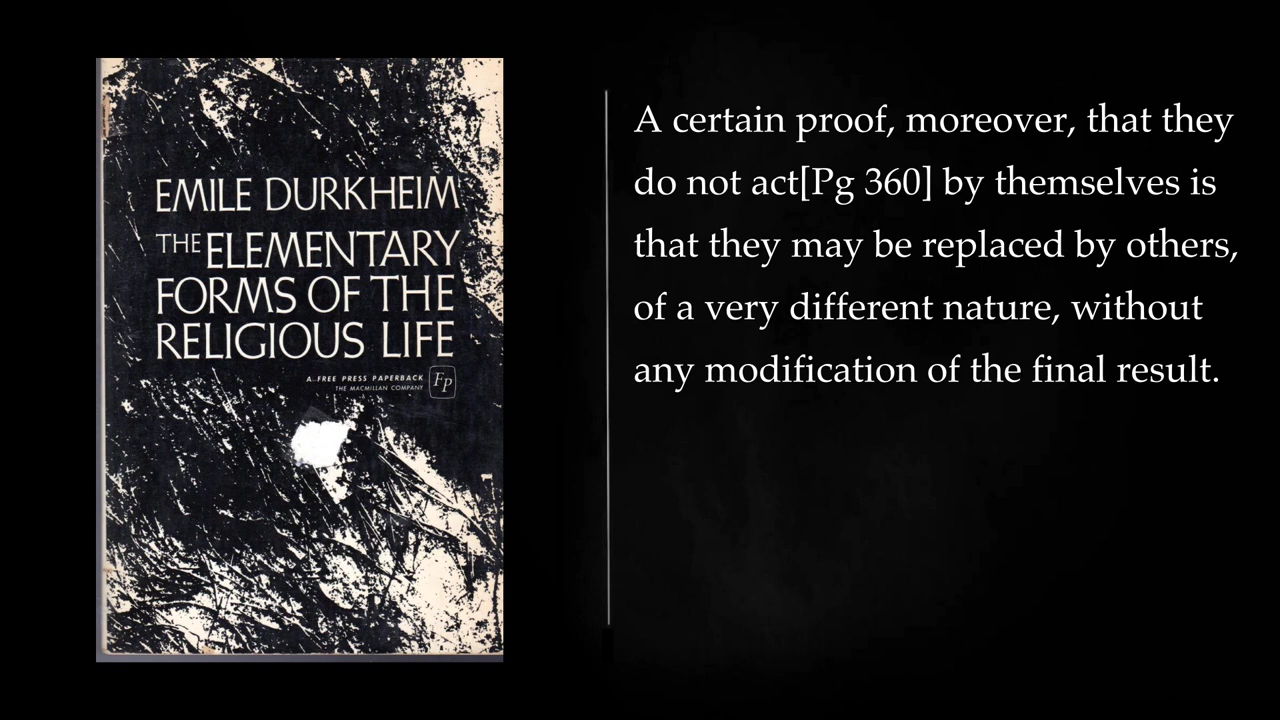 EMILE DURKHEIM
THE ELEMENTARY
FORMS OF THE
RELIGIOUS LIFE
A FREE PRESS PAPERBACK
THE MACMILLAN COMPANY
Fp
A certain proof, moreover, that they
do not act[Pg 360] by themselves is
that they may be replaced by others,
of a very different nature, without
any modification of the final result.